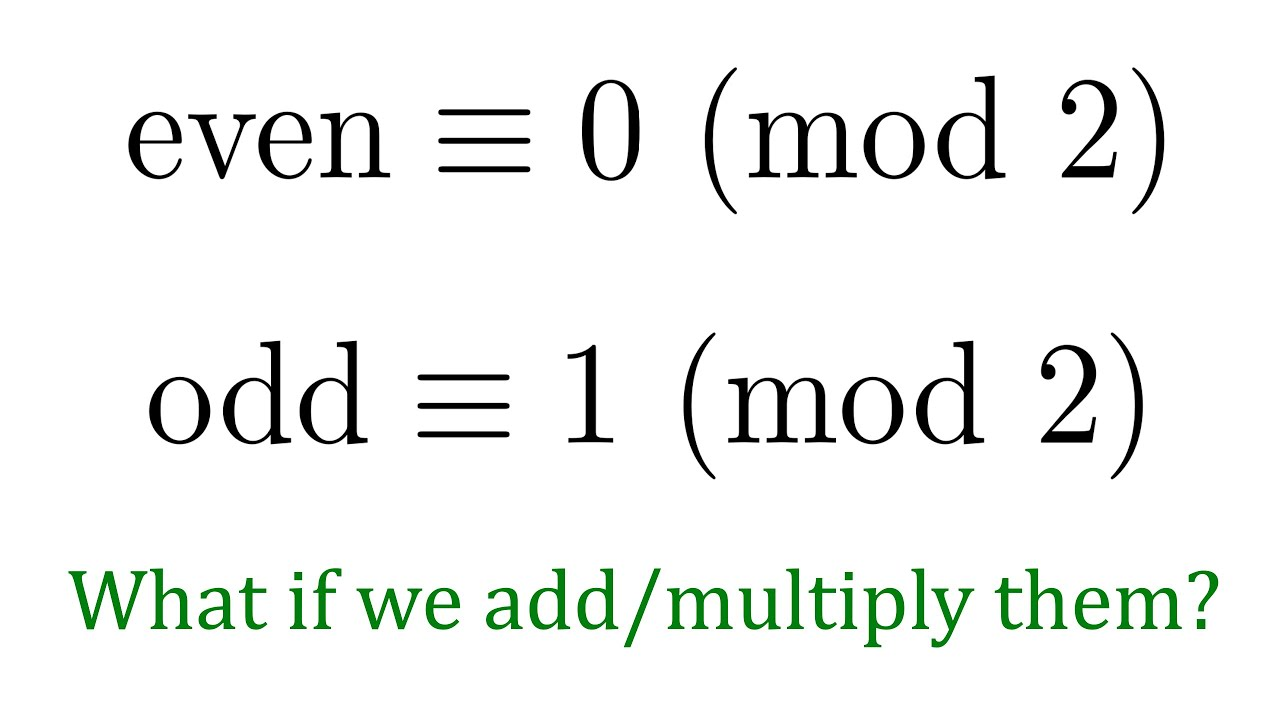 even ≡ 0 (mod 2)
odd ≡ 1 (mod 2)
What if we add/multiply them?